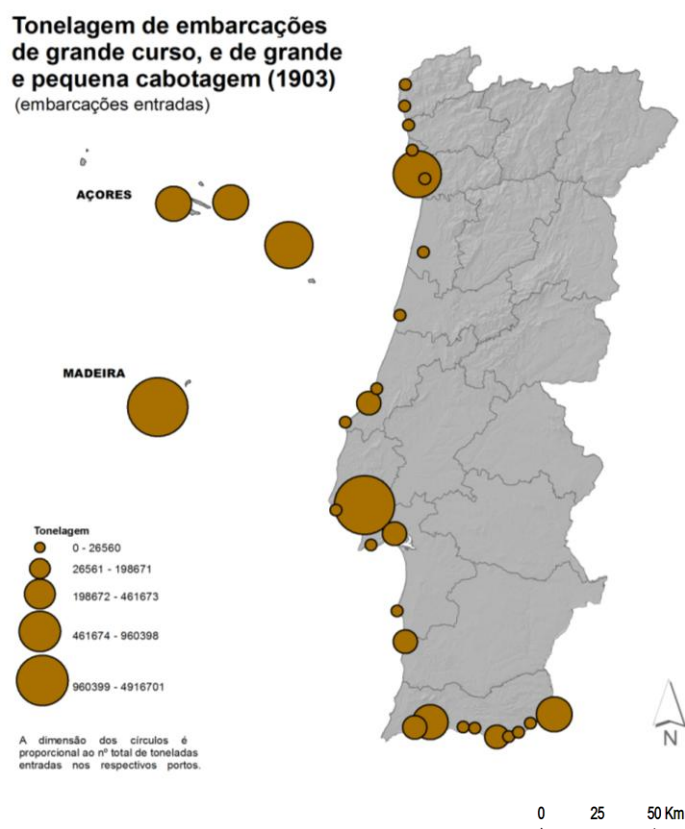 Tonelagem de embarcações
de grande curso, e de grande
e pequena cabotagem (1903)
(embarcações entradas)
AÇORES
MADEIRA
Tonelagem
0 - 26560
26561 - 198671
198672 - 461673
461674 - 960398
960399 - 4916701
A dimensão dos círculos é
proporcional ao nº total de toneladas
entradas nos respectivos portos.
N
0 25 50 Km